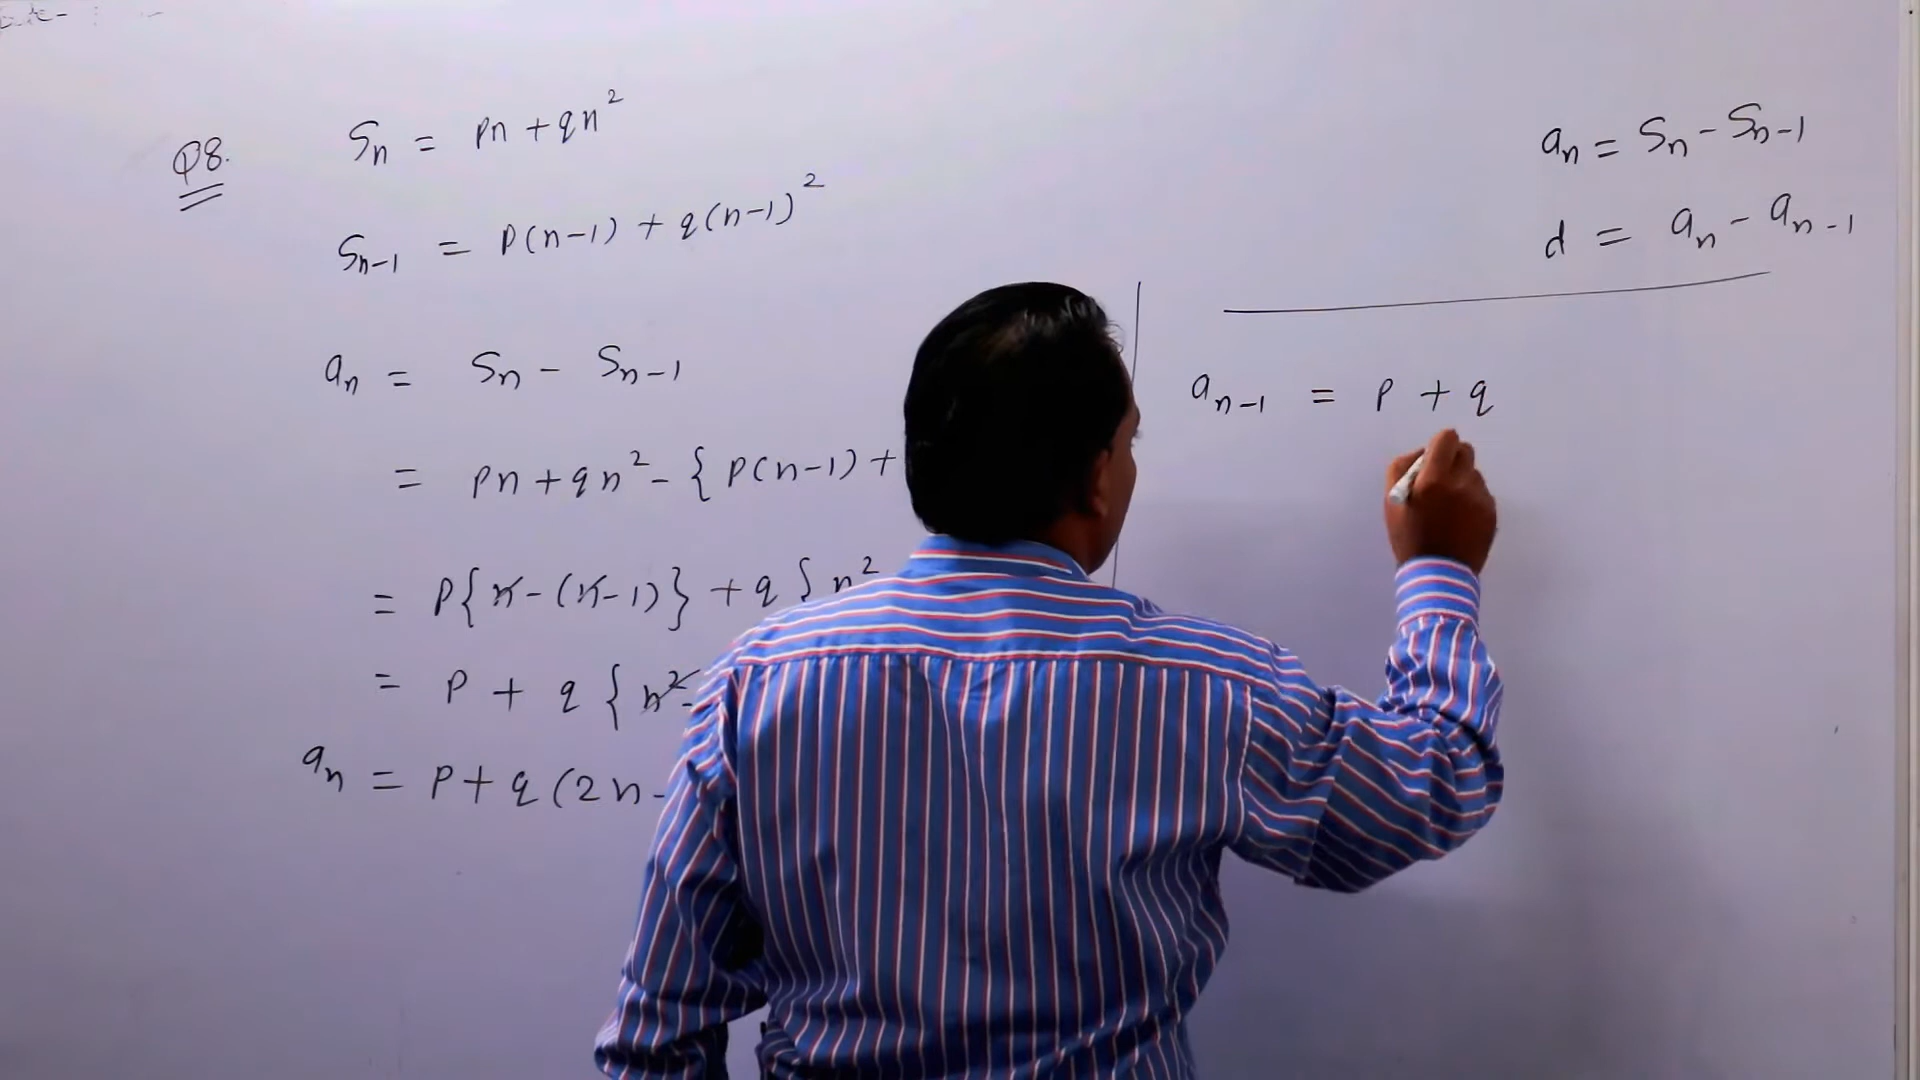 Q8.
Sn = pn + qn²
Sn-1 = p(n-1) + q(n-1)²
an = Sn - Sn-1
= pn + qn² - { p(n-1) +
= p{ n - (n-1) } + q { n²
= p + q { n² -
an = p + q (2n -
an = Sn - Sn-1
d = an - an-1
an-1 = p + q